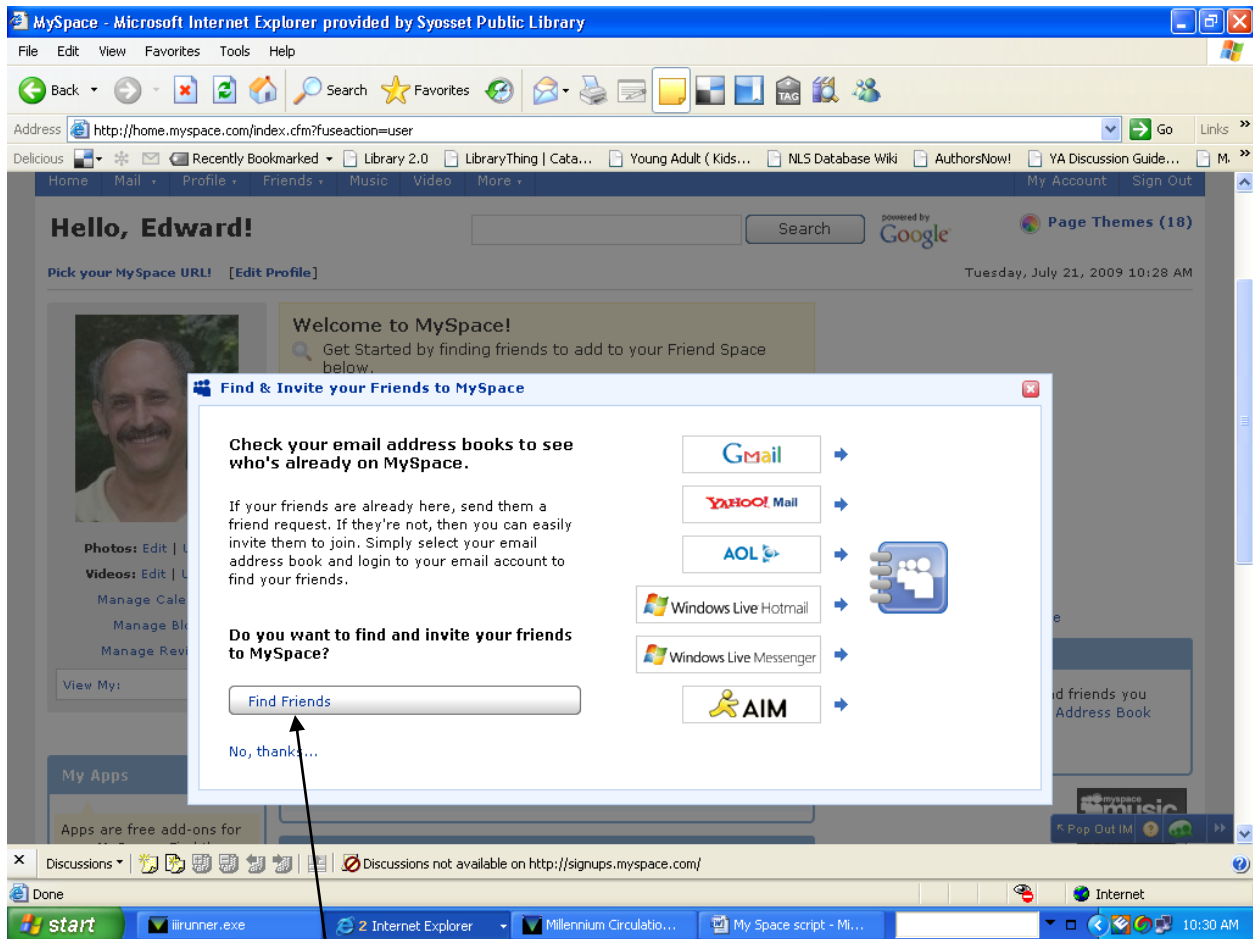 MySpace - Microsoft Internet Explorer provided by Syosset Public Library
File Edit View Favorites Tools Help
Back Search Favorites TAG
Address http://home.myspace.com/index.cfm?fuseaction=user Go Links »
Delicious Recently Bookmarked Library 2.0 LibraryThing | Cata... Young Adult ( Kids... NLS Database Wiki AuthorsNow! YA Discussion Guide... M. »
Home Mail Profile Friends Music Video More My Account Sign Out
Hello, Edward! Search powered by Google Page Themes (18)
Pick your MySpace URL! [Edit Profile] Tuesday, July 21, 2009 10:28 AM
Welcome to MySpace!
Get Started by finding friends to add to your Friend Space
below.
Find & Invite your Friends to MySpace
Check your email address books to see
who's already on MySpace.
If your friends are already here, send them a
friend request. If they're not, then you can easily
invite them to join. Simply select your email
address book and login to your email account to
find your friends.
Do you want to find and invite your friends
to MySpace?
Find Friends
No, thanks...
Gmail
YAHOO! Mail
AOL
Windows Live Hotmail
Windows Live Messenger
AIM
Photos: Edit |
Videos: Edit |
Manage Cale
Manage Blo
Manage Revi
View My:
nd friends you
Address Book
My Apps
Apps are free add-ons for
myspace music
Pop Out IM
× Discussions Discussions not available on http://signups.myspace.com/
Done Internet
start iiirunner.exe 2 Internet Explorer Millennium Circulatio... My Space script - Mi... 10:30 AM